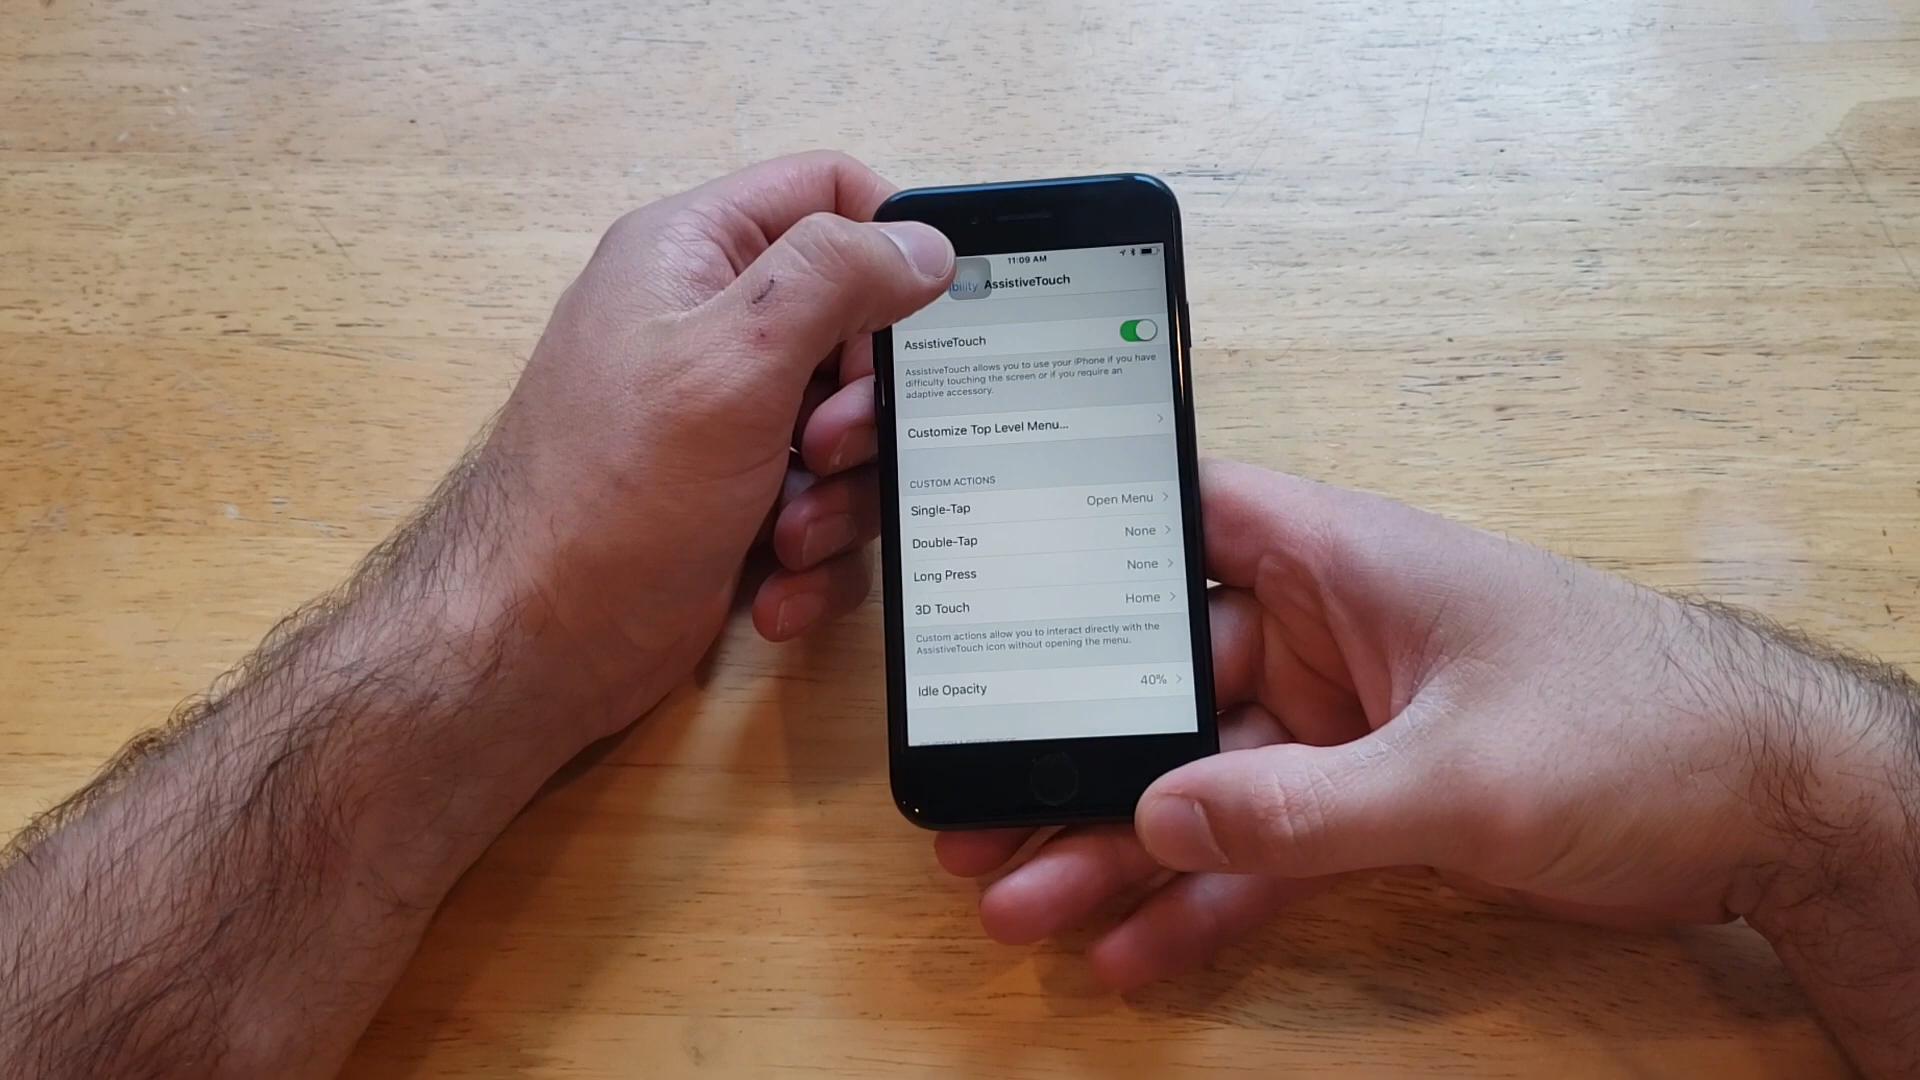 11:09 AM
bility AssistiveTouch
AssistiveTouch
AssistiveTouch allows you to use your iPhone if you have
difficulty touching the screen or if you require an
adaptive accessory.
Customize Top Level Menu...
CUSTOM ACTIONS
Single-Tap Open Menu
Double-Tap None
Long Press None
3D Touch Home
Custom actions allow you to interact directly with the
AssistiveTouch icon without opening the menu.
Idle Opacity 40%